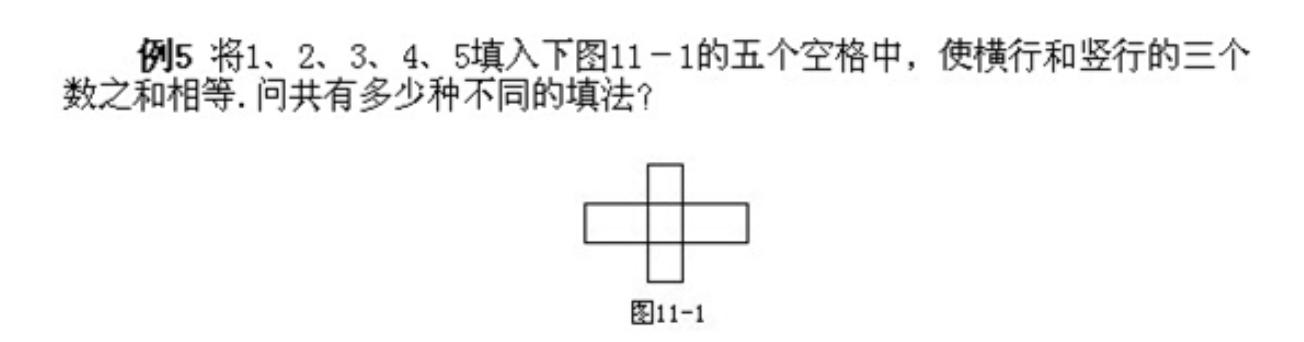 例5 将1、2、3、4、5填入下图11－1的五个空格中，使横行和竖行的三个
数之和相等.问共有多少种不同的填法?
图11-1